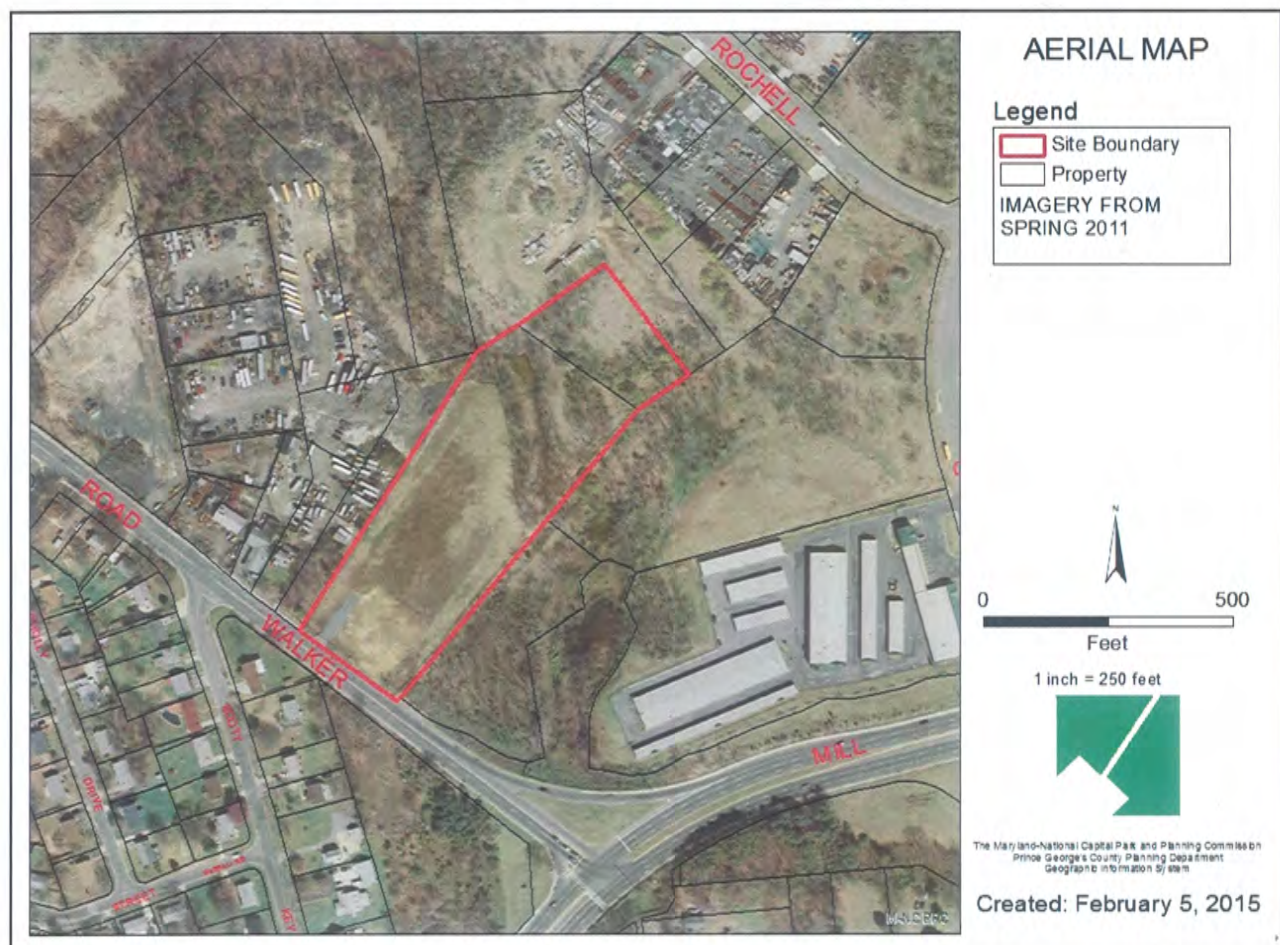 AERIAL MAP
Legend
Site Boundary
Property
IMAGERY FROM
SPRING 2011
N
0 500
Feet
1 inch = 250 feet
The Maryland-National Capital Park and Planning Commission
Prince George's County Planning Department
Geographic Information System
Created: February 5, 2015
ROCHELL
ROAD
WALKER
MILL
DRIVE
STREET
KEY